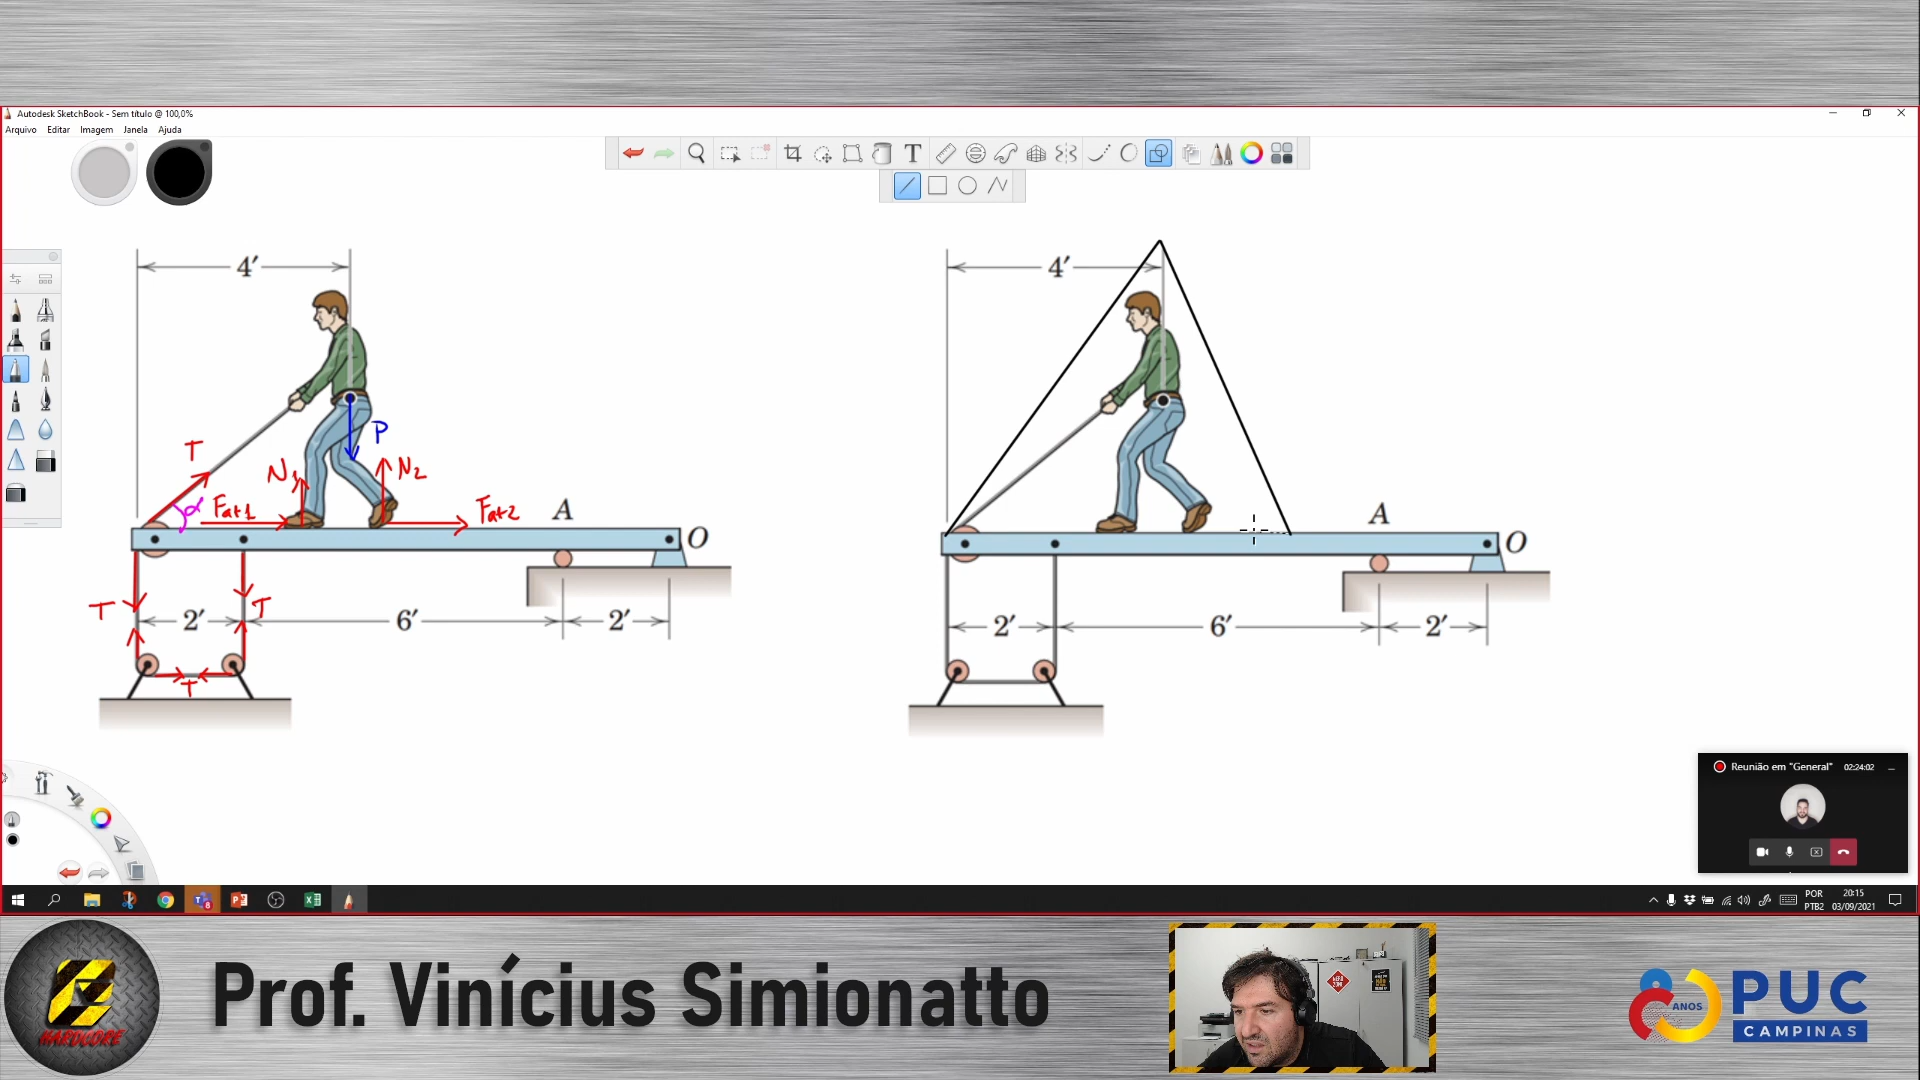 Autodesk SketchBook - Sem título @ 100,0%
Arquivo Editar Imagem Janela Ajuda
T
4′
4′
P
T
N1
N2
α
Fat1
Fat2
A
A
O
O
T
T
2′
6′
2′
2′
6′
2′
T
Reunião em "General" 02:24:02
POR
PTB2
20:15
03/09/2021
HARDCORE
Prof. Vinícius Simionatto
80
ANOS
PUC
CAMPINAS